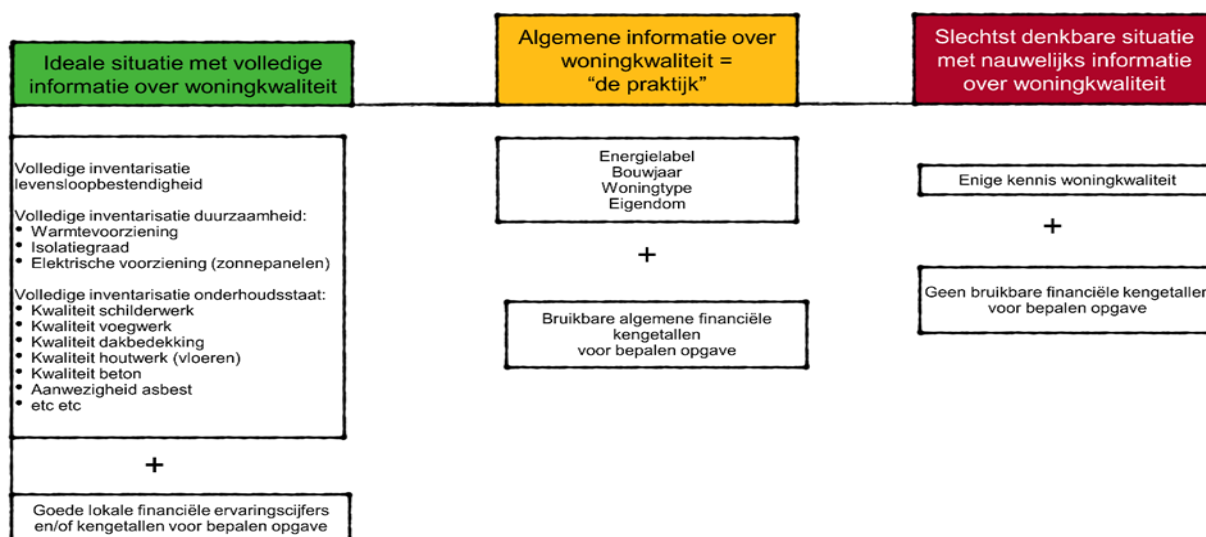 Ideale situatie met volledige
informatie over woningkwaliteit
Volledige inventarisatie
levensloopbestendigheid
Volledige inventarisatie duurzaamheid:
• Warmtevoorziening
• Isolatiegraad
• Elektrische voorziening (zonnepanelen)
Volledige inventarisatie onderhoudsstaat:
• Kwaliteit schilderwerk
• Kwaliteit voegwerk
• Kwaliteit dakbedekking
• Kwaliteit houtwerk (vloeren)
• Kwaliteit beton
• Aanwezigheid asbest
• etc etc
+
Goede lokale financiële ervaringscijfers
en/of kengetallen voor bepalen opgave
Algemene informatie over
woningkwaliteit =
“de praktijk”
Energielabel
Bouwjaar
Woningtype
Eigendom
+
Bruikbare algemene financiële
kengetallen
voor bepalen opgave
Slechtst denkbare situatie
met nauwelijks informatie
over woningkwaliteit
Enige kennis woningkwaliteit
+
Geen bruikbare financiële kengetallen
voor bepalen opgave